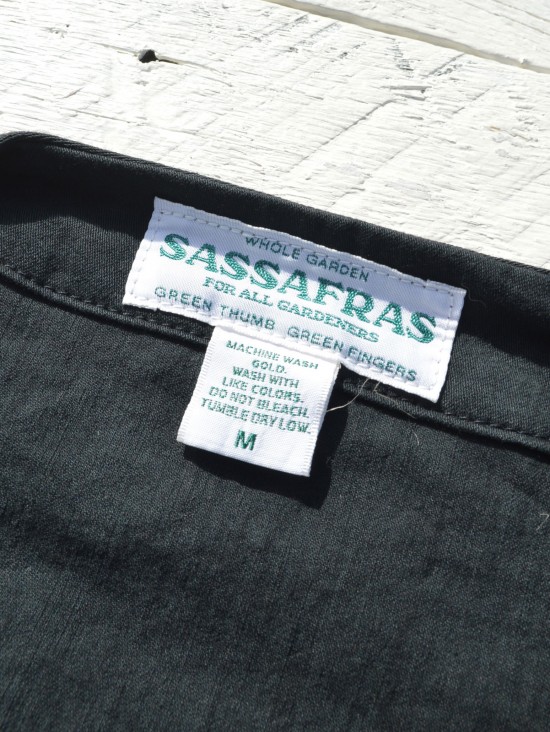 WHOLE GARDEN
SASSAFRAS
FOR ALL GARDENERS
GREEN THUMB GREEN FINGERS
MACHINE WASH
GOLD.
WASH WITH
LIKE COLORS.
DO NOT BLEACH.
TUMBLE DRY LOW.
M